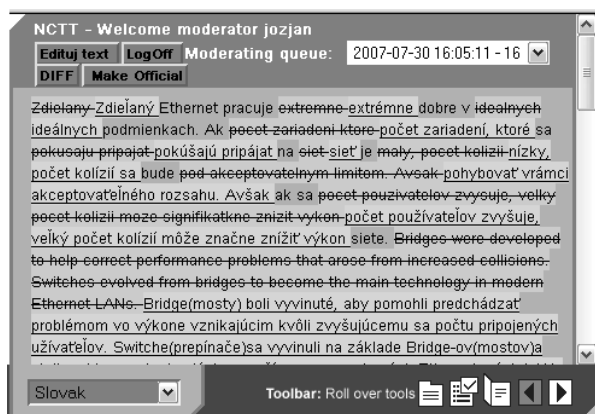 NCTT - Welcome moderator jozjan
Edituj text LogOff Moderating queue: 2007-07-30 16:05:11 - 16
DIFF Make Official
Zdielany Zdieľaný Ethernet pracuje extremne extrémne dobre v idealnych
ideálnych podmienkach. Ak pocet zariadeni ktore počet zariadení, ktoré sa
pokusaju pripajat pokúšajú pripájat na siet sieť je maly, pocet kolizii nízky,
počet kolízií sa bude pod akceptovatelnym limitom. Avsak pohybovať vrámci
akceptovateľného rozsahu. Avšak ak sa pocet pouzivatelov zvysuje, velky
pocet kolizii moze signifikatkne znizit vykon počet používateľov zvyšuje,
veľký počet kolízií môže značne znížiť výkon siete. Bridges were developed
to help correct performance problems that arose from increased collisions.
Switches evolved from bridges to become the main technology in modern
Ethernet LANs. Bridge(mosty) boli vyvinuté, aby pomohli predchádzať
problémom vo výkone vznikajúcim kvôli zvyšujúcemu sa počtu pripojených
užívateľov. Switche(prepínače)sa vyvinuli na základe Bridge-ov(mostov)a
Slovak Toolbar: Roll over tools